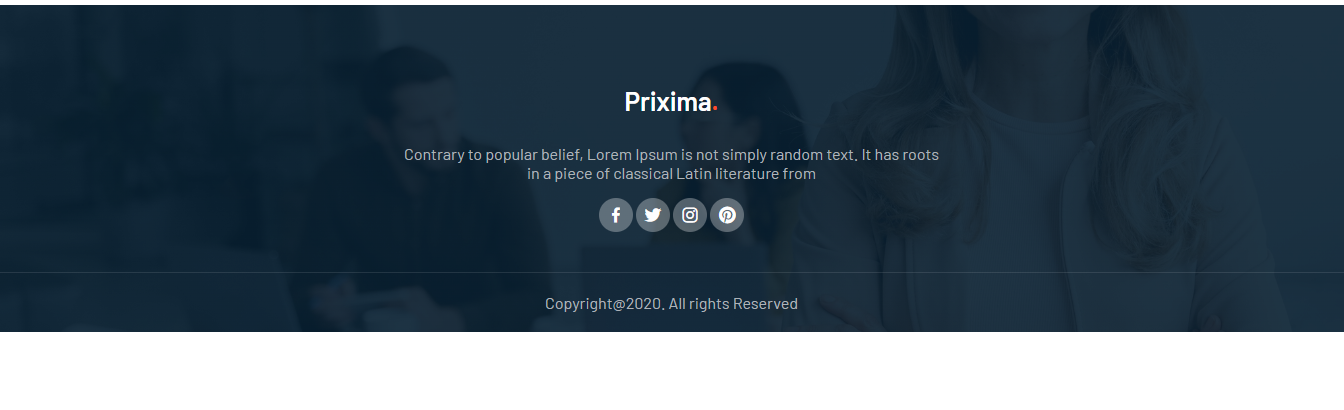 Prixima.
Contrary to popular belief, Lorem Ipsum is not simply random text. It has roots
in a piece of classical Latin literature from
Copyright@2020. All rights Reserved